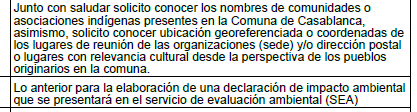 Junto con saludar solicito conocer los nombres de comunidades o
asociaciones indígenas presentes en la Comuna de Casablanca,
asimismo, solicito conocer ubicación georeferenciada o coordenadas de
los lugares de reunión de las organizaciones (sede) y/o dirección postal
o lugares con relevancia cultural desde la perspectiva de los pueblos
originarios en la comuna.
Lo anterior para la elaboración de una declaración de impacto ambiental
que se presentará en el servicio de evaluación ambiental (SEA)